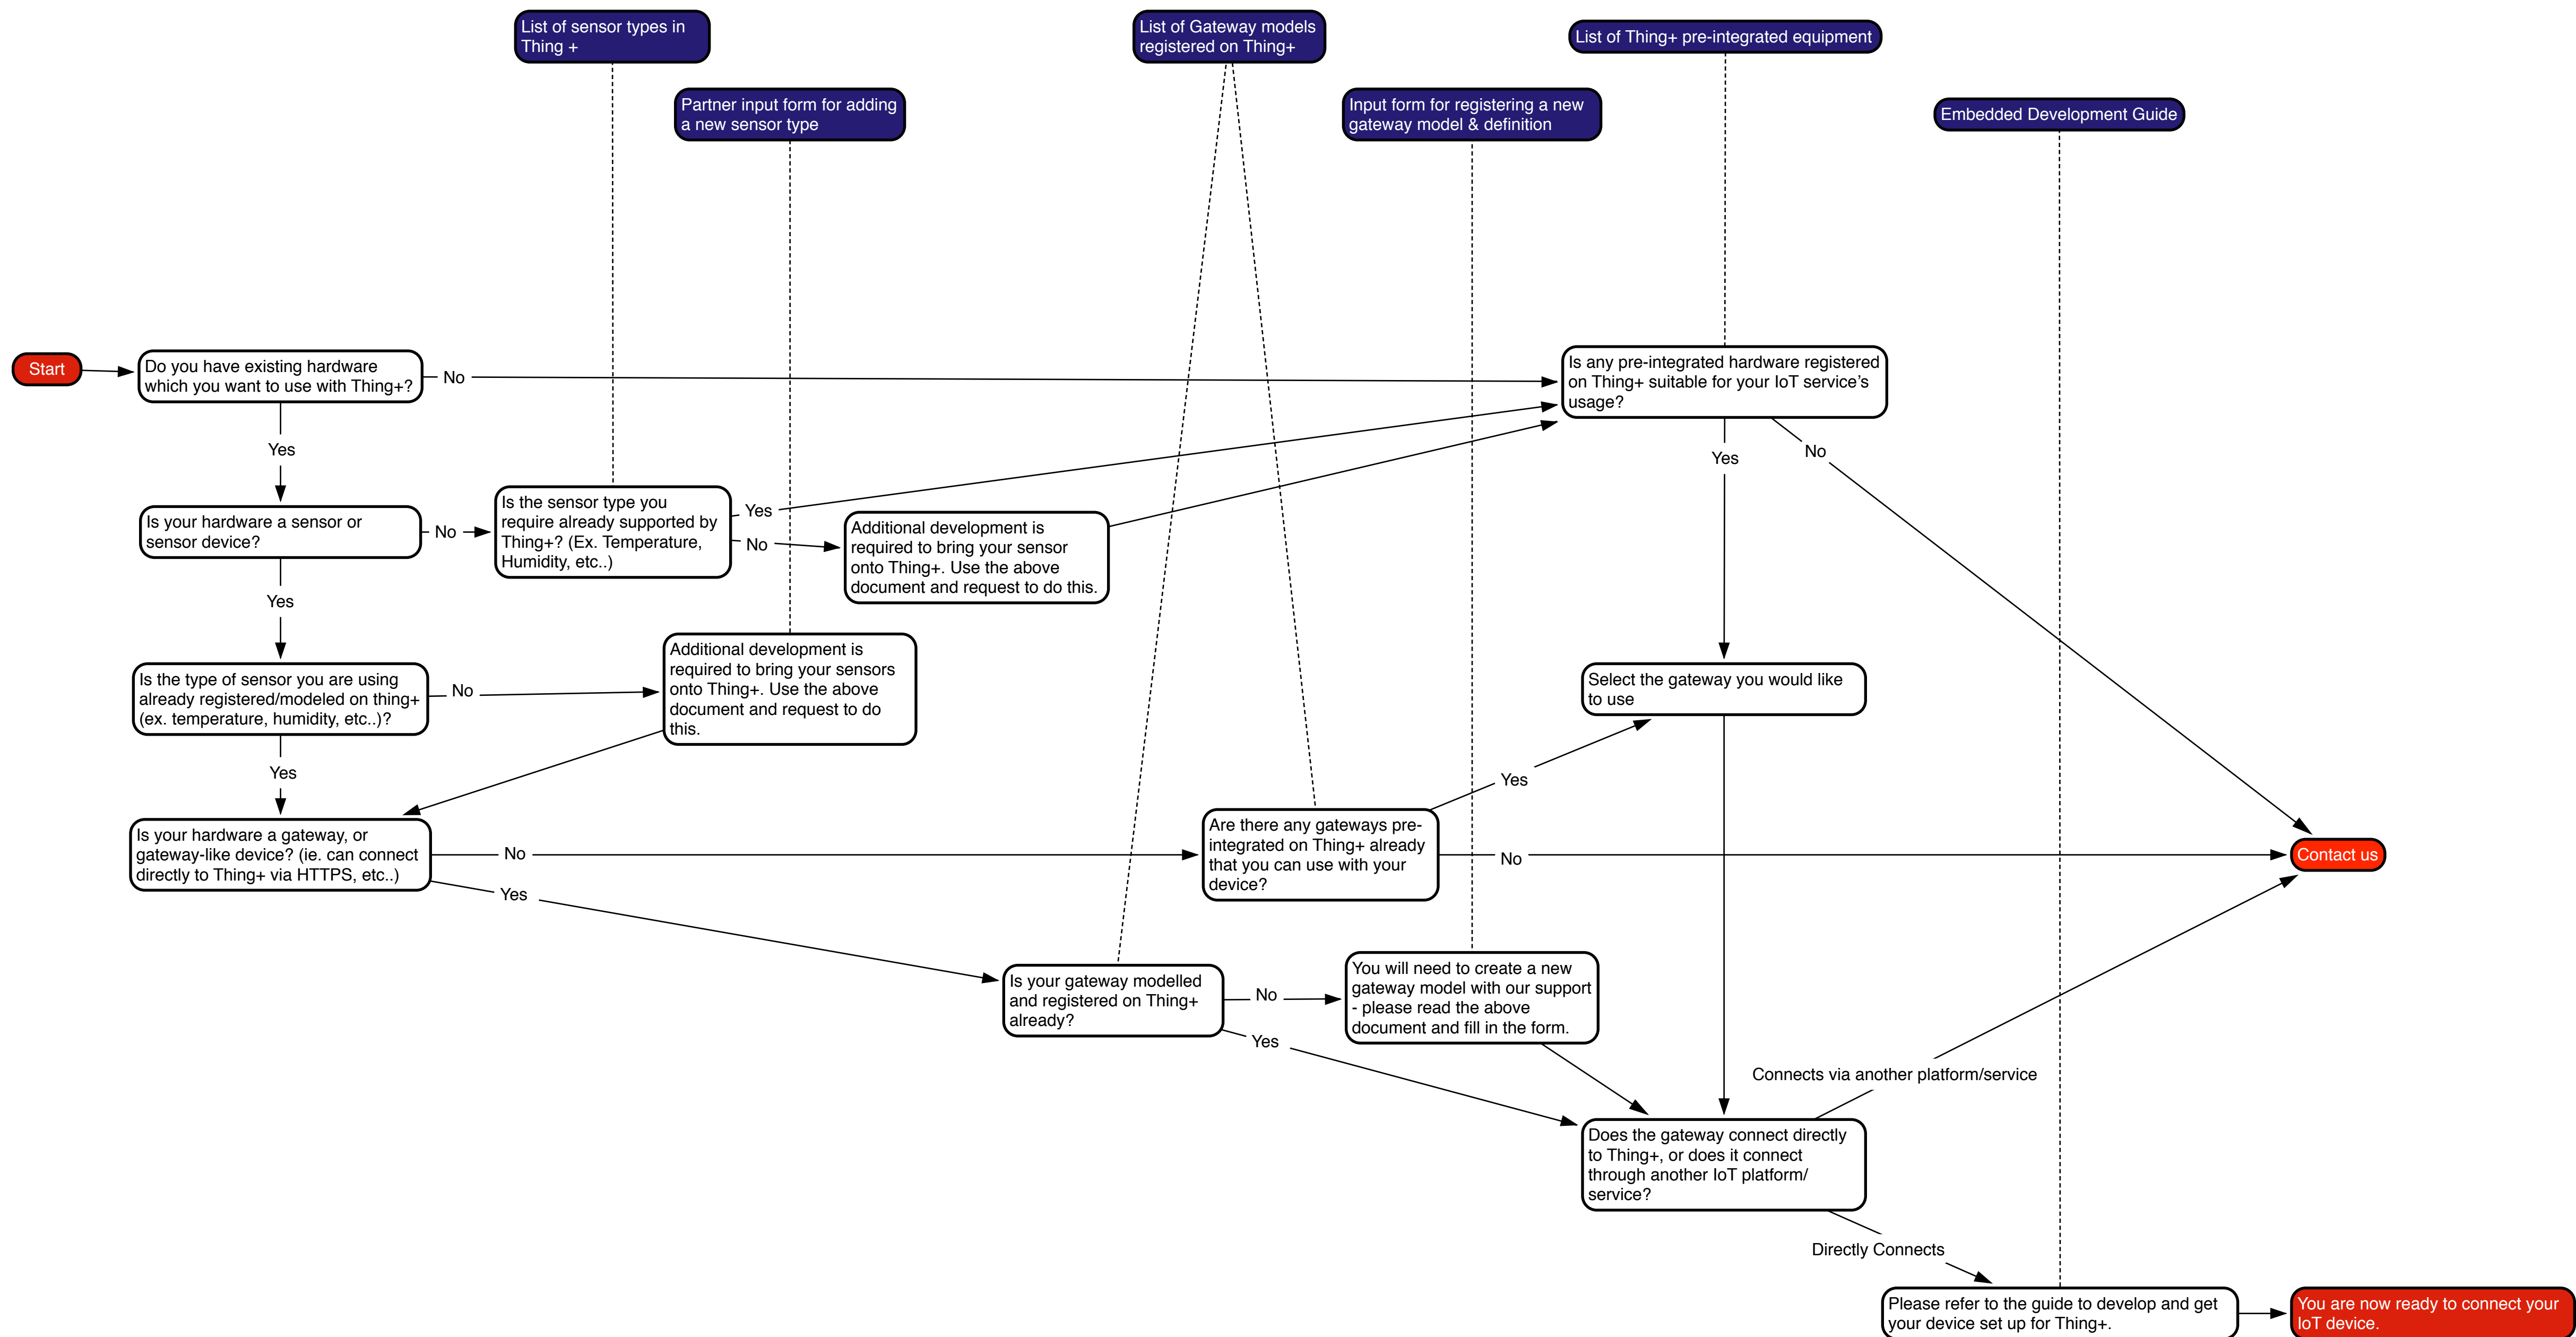 List of sensor types in
Thing +
List of Gateway models
registered on Thing+
List of Thing+ pre-integrated equipment
Partner input form for adding
a new sensor type
Input form for registering a new
gateway model & definition
Embedded Development Guide
Start
Do you have existing hardware
which you want to use with Thing+?
No
Is any pre-integrated hardware registered
on Thing+ suitable for your IoT service’s
usage?
Yes
Yes
No
Is your hardware a sensor or
sensor device?
No
Is the sensor type you
require already supported by
Thing+? (Ex. Temperature,
Humidity, etc..)
Yes
No
Additional development is
required to bring your sensor
onto Thing+. Use the above
document and request to do this.
Yes
Is the type of sensor you are using
already registered/modeled on thing+
(ex. temperature, humidity, etc..)?
No
Additional development is
required to bring your sensors
onto Thing+. Use the above
document and request to do
this.
Select the gateway you would like
to use
Yes
Yes
Is your hardware a gateway, or
gateway-like device? (ie. can connect
directly to Thing+ via HTTPS, etc..)
No
Yes
Are there any gateways pre-
integrated on Thing+ already
that you can use with your
device?
No
Contact us
Is your gateway modelled
and registered on Thing+
already?
No
Yes
You will need to create a new
gateway model with our support
- please read the above
document and fill in the form.
Connects via another platform/service
Does the gateway connect directly
to Thing+, or does it connect
through another IoT platform/
service?
Directly Connects
Please refer to the guide to develop and get
your device set up for Thing+.
You are now ready to connect your
IoT device.